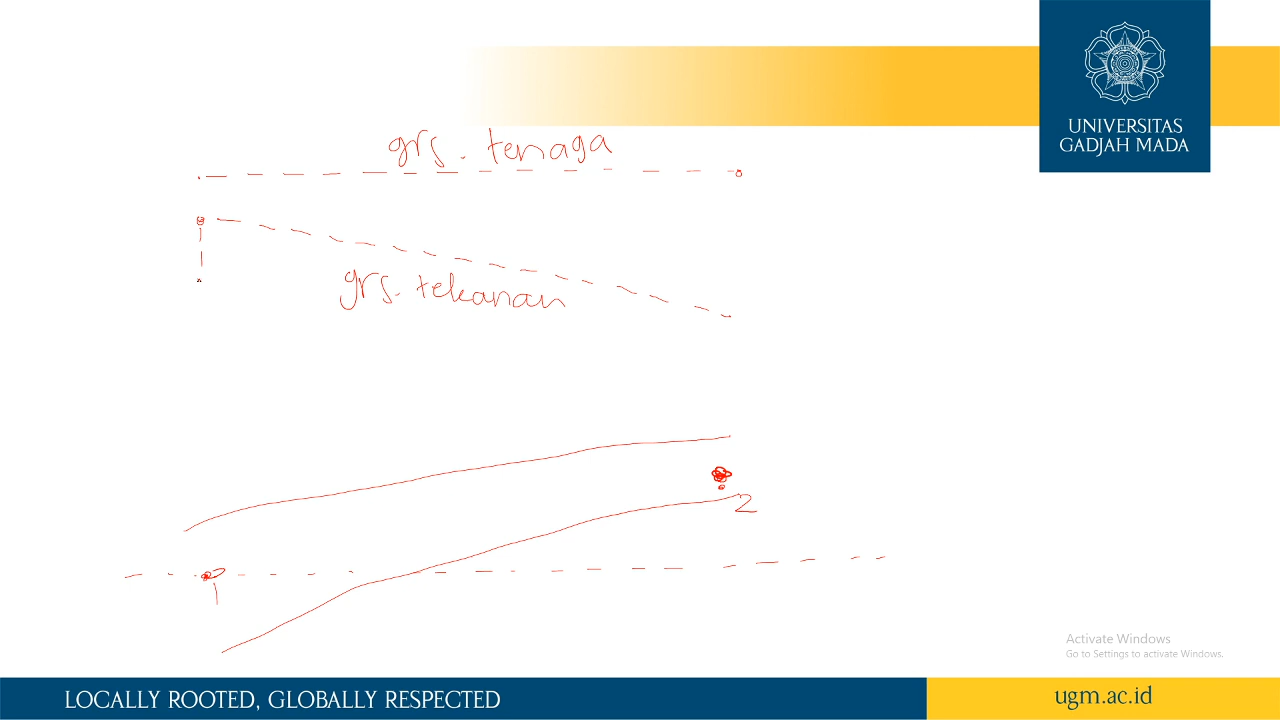 UNIVERSITAS
GADJAH MADA
grs. tenaga
grs. tekanan
2
1
Activate Windows
Go to Settings to activate Windows.
LOCALLY ROOTED, GLOBALLY RESPECTED
ugm.ac.id